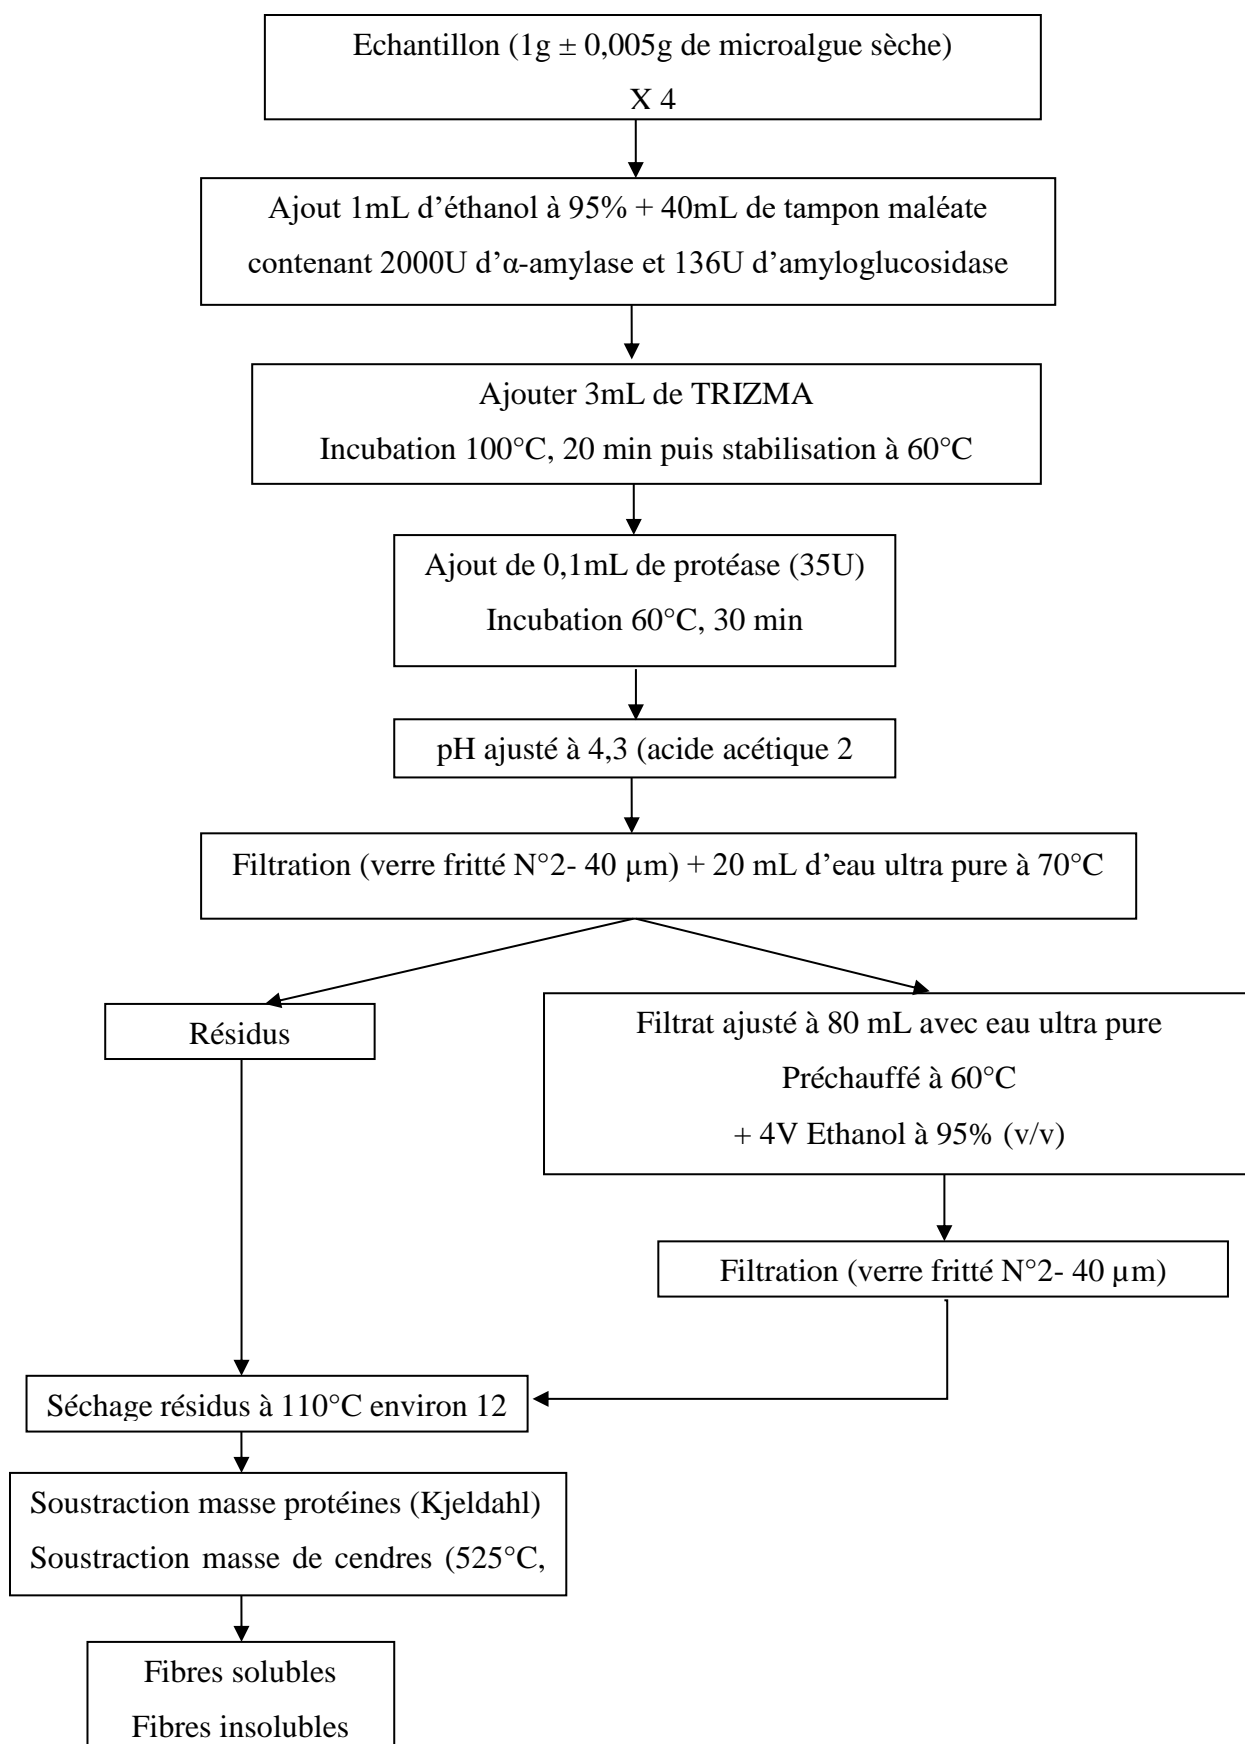 Echantillon (1g ± 0,005g de microalgue sèche)
X 4
Ajout 1mL d’éthanol à 95% + 40mL de tampon maléate
contenant 2000U d’α-amylase et 136U d’amyloglucosidase
Ajouter 3mL de TRIZMA
Incubation 100°C, 20 min puis stabilisation à 60°C
Ajout de 0,1mL de protéase (35U)
Incubation 60°C, 30 min
pH ajusté à 4,3 (acide acétique 2
Filtration (verre fritté N°2- 40 µm) + 20 mL d’eau ultra pure à 70°C
Résidus
Filtrat ajusté à 80 mL avec eau ultra pure
Préchauffé à 60°C
+ 4V Ethanol à 95% (v/v)
Filtration (verre fritté N°2- 40 µm)
Séchage résidus à 110°C environ 12
Soustraction masse protéines (Kjeldahl)
Soustraction masse de cendres (525°C,
Fibres solubles
Fibres insolubles